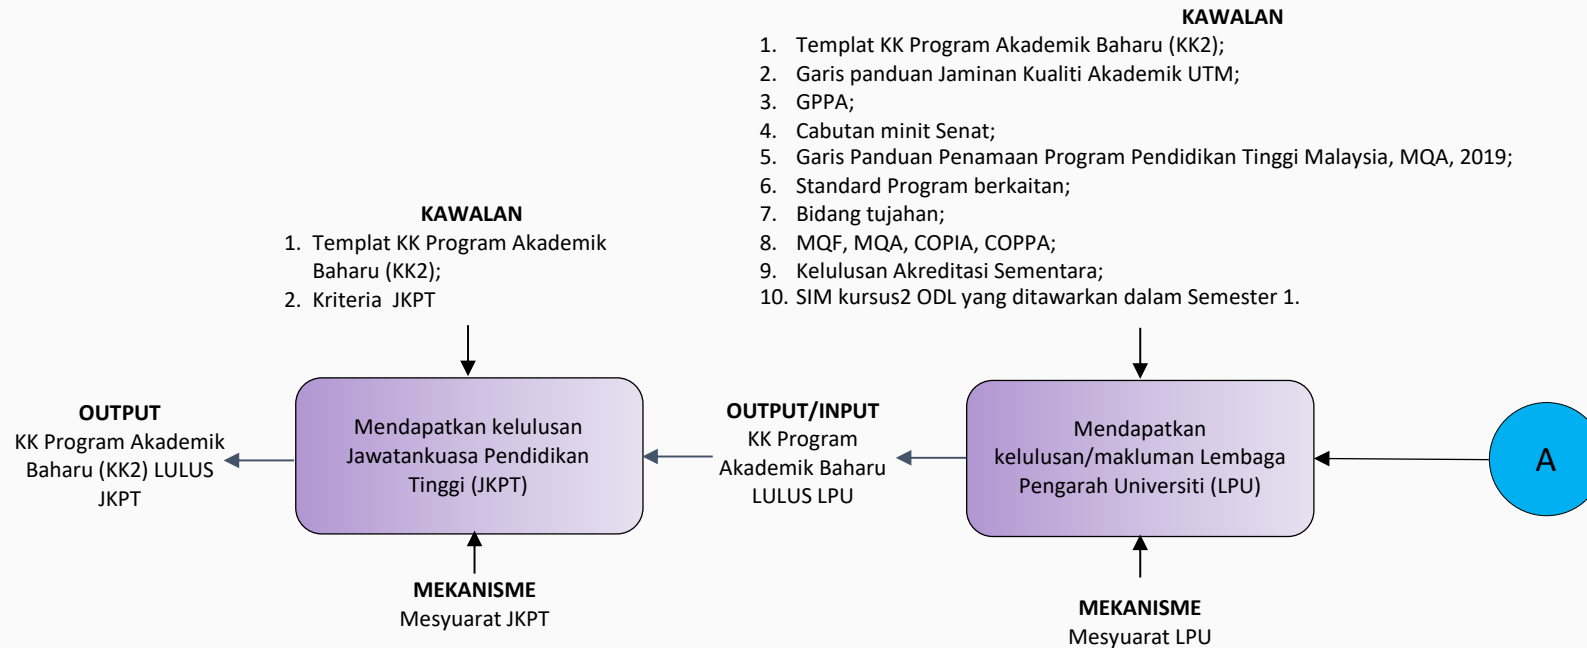 KAWALAN
1. Templat KK Program Akademik Baharu (KK2);
2. Garis panduan Jaminan Kualiti Akademik UTM;
3. GPPA;
4. Cabutan minit Senat;
5. Garis Panduan Penamaan Program Pendidikan Tinggi Malaysia, MQA, 2019;
6. Standard Program berkaitan;
7. Bidang tujahan;
8. MQF, MQA, COPIA, COPPA;
9. Kelulusan Akreditasi Sementara;
10. SIM kursus2 ODL yang ditawarkan dalam Semester 1.
KAWALAN
1. Templat KK Program Akademik
Baharu (KK2);
2. Kriteria JKPT
OUTPUT
KK Program Akademik
Baharu (KK2) LULUS
JKPT
Mendapatkan kelulusan
Jawatankuasa Pendidikan
Tinggi (JKPT)
OUTPUT/INPUT
KK Program
Akademik Baharu
LULUS LPU
Mendapatkan
kelulusan/makluman Lembaga
Pengarah Universiti (LPU)
A
MEKANISME
Mesyuarat JKPT
MEKANISME
Mesyuarat LPU